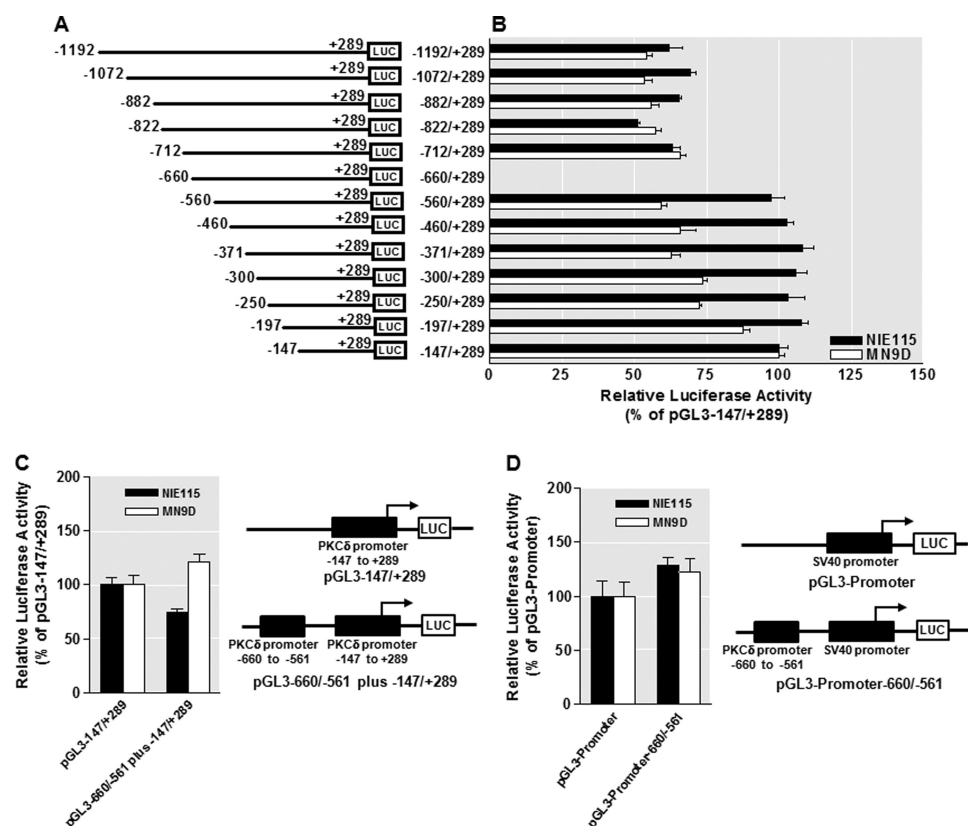 A
-1192 +289 LUC
-1072 +289 LUC
-882 +289 LUC
-822 +289 LUC
-712 +289 LUC
-660 +289 LUC
-560 +289 LUC
-460 +289 LUC
-371 +289 LUC
-300 +289 LUC
-250 +289 LUC
-197 +289 LUC
-147 +289 LUC
B
-1192/+289
-1072/+289
-882/+289
-822/+289
-712/+289
-660/+289
-560/+289
-460/+289
-371/+289
-300/+289
-250/+289
-197/+289
-147/+289
NIE115
MN9D
0 50 75 100 125 150
Relative Luciferase Activity
(% of pGL3-147/+289)
C
Relative Luciferase Activity
(% of pGL3-147/+289)
200
150
100
50
0
NIE115
MN9D
pGL3-147/+289
pGL3-660/-561 plus -147/+289
LUC
PKCδ promoter
-147 to +289
pGL3-147/+289
LUC
PKCδ promoter PKCδ promoter
-660 to -561 -147 to +289
pGL3-660/-561 plus -147/+289
D
Relative Luciferase Activity
(% of pGL3-Promoter)
200
150
100
50
0
NIE115
MN9D
pGL3-Promoter
pGL3-Promoter-660/-561
LUC
SV40 promoter
pGL3-Promoter
LUC
PKCδ promoter SV40 promoter
-660 to -561
pGL3-Promoter-660/-561